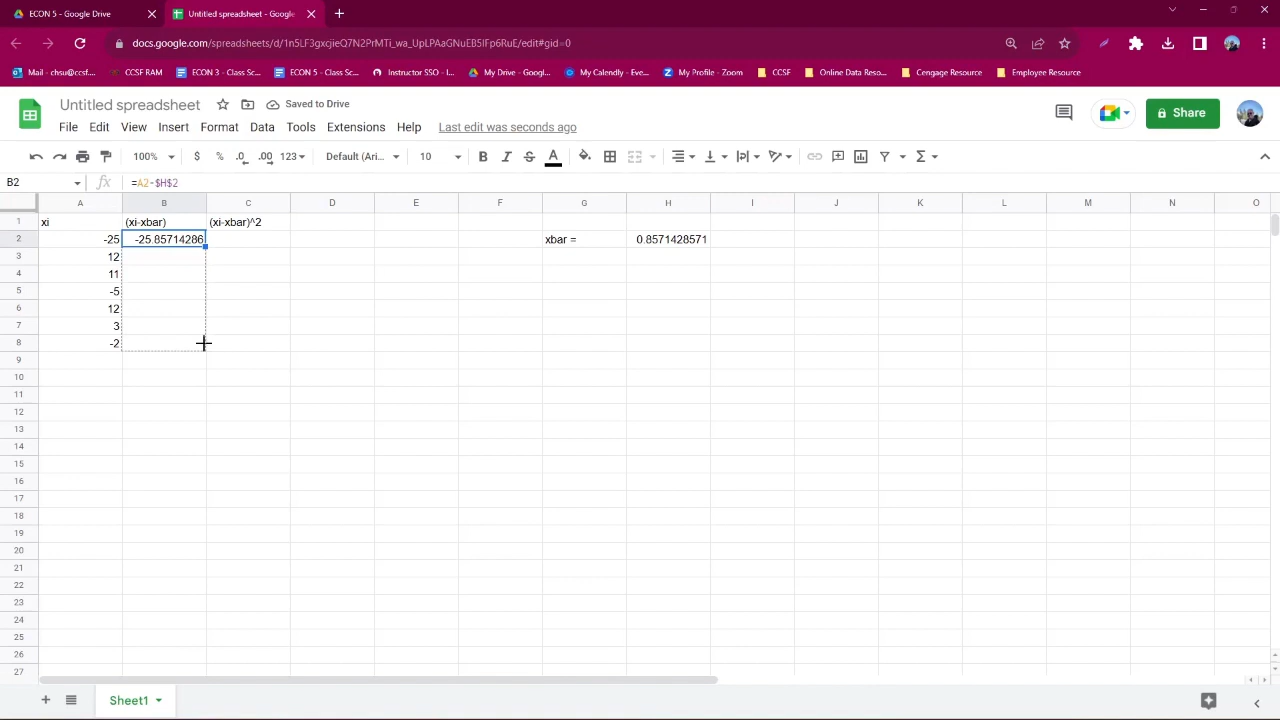 ECON 5 - Google Drive
Untitled spreadsheet - Google
docs.google.com/spreadsheets/d/1n5LF3gxcjieQ7N2PrMTi_wa_UpLPAaGNuEB5IFp6RuE/edit#gid=0
Mail - chsu@ccsf....
CCSF RAM
ECON 3 - Class Sc...
ECON 5 - Class Sc...
Instructor SSO - I...
My Drive - Googl...
My Calendly - Eve...
My Profile - Zoom
CCSF
Online Data Reso...
Cengage Resource
Employee Resource
Untitled spreadsheet
Saved to Drive
File Edit View Insert Format Data Tools Extensions Help Last edit was seconds ago
Share
100% $ % .0 .00 123 Default (Ari... 10 B I S A
B2 fx =A2-$H$2
A B C D E F G H I J K L M N O
1 xi (xi-xbar) (xi-xbar)^2
2 -25 -25.85714286 xbar = 0.8571428571
3 12
4 11
5 -5
6 12
7 3
8 -2
9
10
11
12
13
14
15
16
17
18
19
20
21
22
23
24
25
26
27
Sheet1